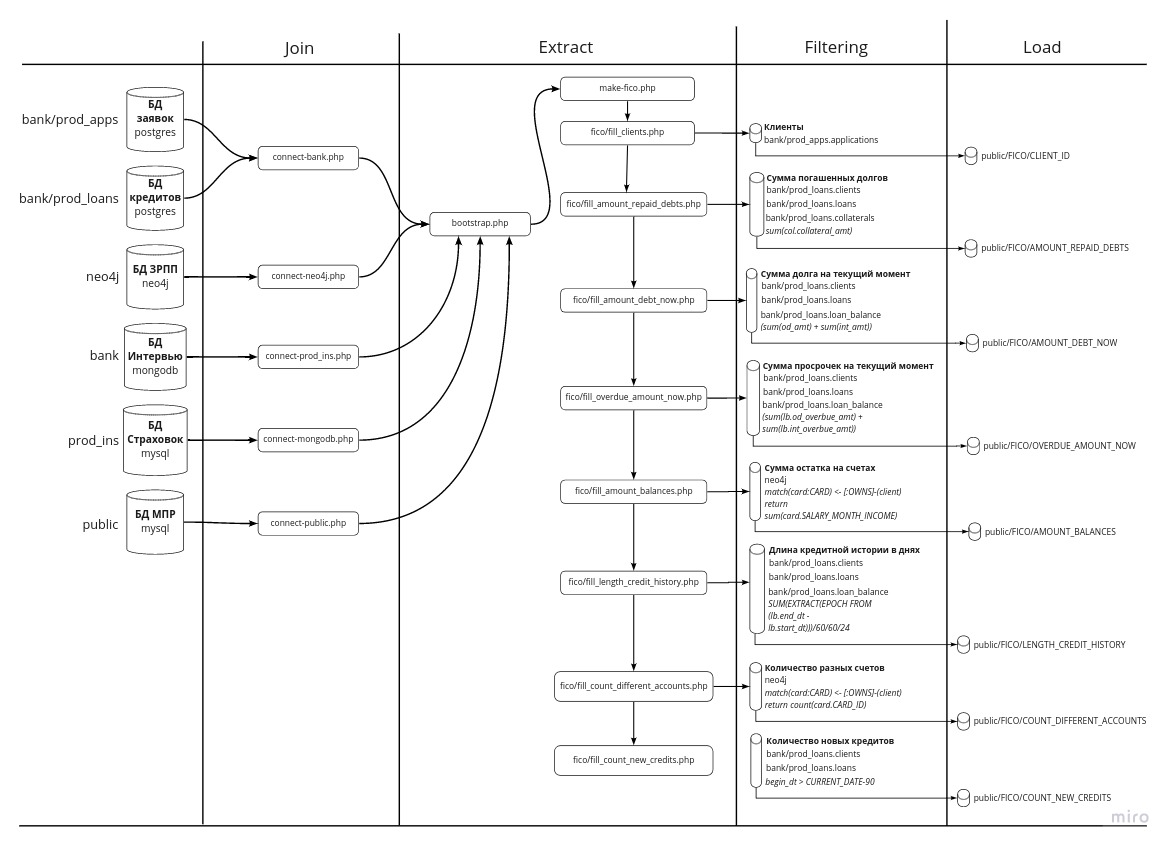 Join
Extract
Filtering
Load
bank/prod_apps
БД
заявок
postgres
bank/prod_loans
БД
кредитов
postgres
neo4j
БД ЗРПП
neo4j
bank
БД
Интервью
mongodb
prod_ins
БД
Страховок
mysql
public
БД МПР
mysql
connect-bank.php
connect-neo4j.php
connect-prod_ins.php
connect-mongodb.php
connect-public.php
bootstrap.php
make-fico.php
fico/fill_clients.php
fico/fill_amount_repaid_debts.php
fico/fill_amount_debt_now.php
fico/fill_overdue_amount_now.php
fico/fill_amount_balances.php
fico/fill_length_credit_history.php
fico/fill_count_different_accounts.php
fico/fill_count_new_credits.php
Клиенты
bank/prod_apps.applications
public/FICO/CLIENT_ID
Сумма погашенных долгов
bank/prod_loans.clients
bank/prod_loans.loans
bank/prod_loans.collaterals
sum(col.collateral_amt)
public/FICO/AMOUNT_REPAID_DEBTS
Сумма долга на текущий момент
bank/prod_loans.clients
bank/prod_loans.loans
bank/prod_loans.loan_balance
(sum(od_amt) + sum(int_amt))
public/FICO/AMOUNT_DEBT_NOW
Сумма просрочек на текущий момент
bank/prod_loans.clients
bank/prod_loans.loans
bank/prod_loans.loan_balance
(sum(lb.od_overbue_amt) +
sum(lb.int_overbue_amt))
public/FICO/OVERDUE_AMOUNT_NOW
Сумма остатка на счетах
neo4j
match(card:CARD) <- [:OWNS]-(client)
return
sum(card.SALARY_MONTH_INCOME)
public/FICO/AMOUNT_BALANCES
Длина кредитной истории в днях
bank/prod_loans.clients
bank/prod_loans.loans
bank/prod_loans.loan_balance
SUM(EXTRACT(EPOCH FROM
(lb.end_dt -
lb.start_dt)))/60/60/24
public/FICO/LENGTH_CREDIT_HISTORY
Количество разных счетов
neo4j
match(card:CARD) <- [:OWNS]-(client)
return count(card.CARD_ID)
public/FICO/COUNT_DIFFERENT_ACCOUNTS
Количество новых кредитов
bank/prod_loans.clients
bank/prod_loans.loans
begin_dt > CURRENT_DATE-90
public/FICO/COUNT_NEW_CREDITS
miro